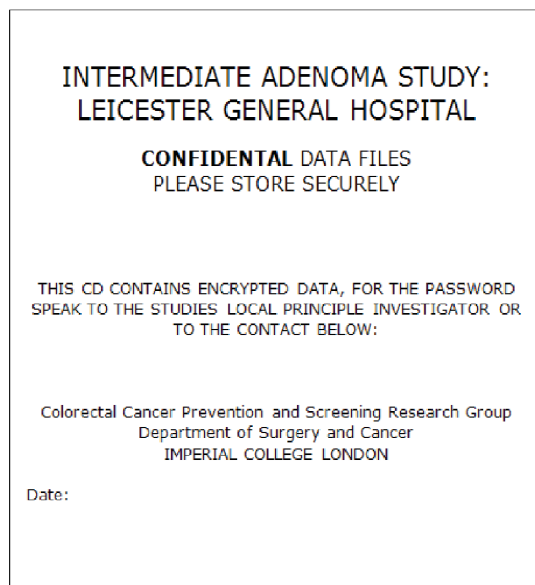 INTERMEDIATE ADENOMA STUDY:
LEICESTER GENERAL HOSPITAL
CONFIDENTAL DATA FILES
PLEASE STORE SECURELY
THIS CD CONTAINS ENCRYPTED DATA, FOR THE PASSWORD
SPEAK TO THE STUDIES LOCAL PRINCIPLE INVESTIGATOR OR
TO THE CONTACT BELOW:
Colorectal Cancer Prevention and Screening Research Group
Department of Surgery and Cancer
IMPERIAL COLLEGE LONDON
Date: